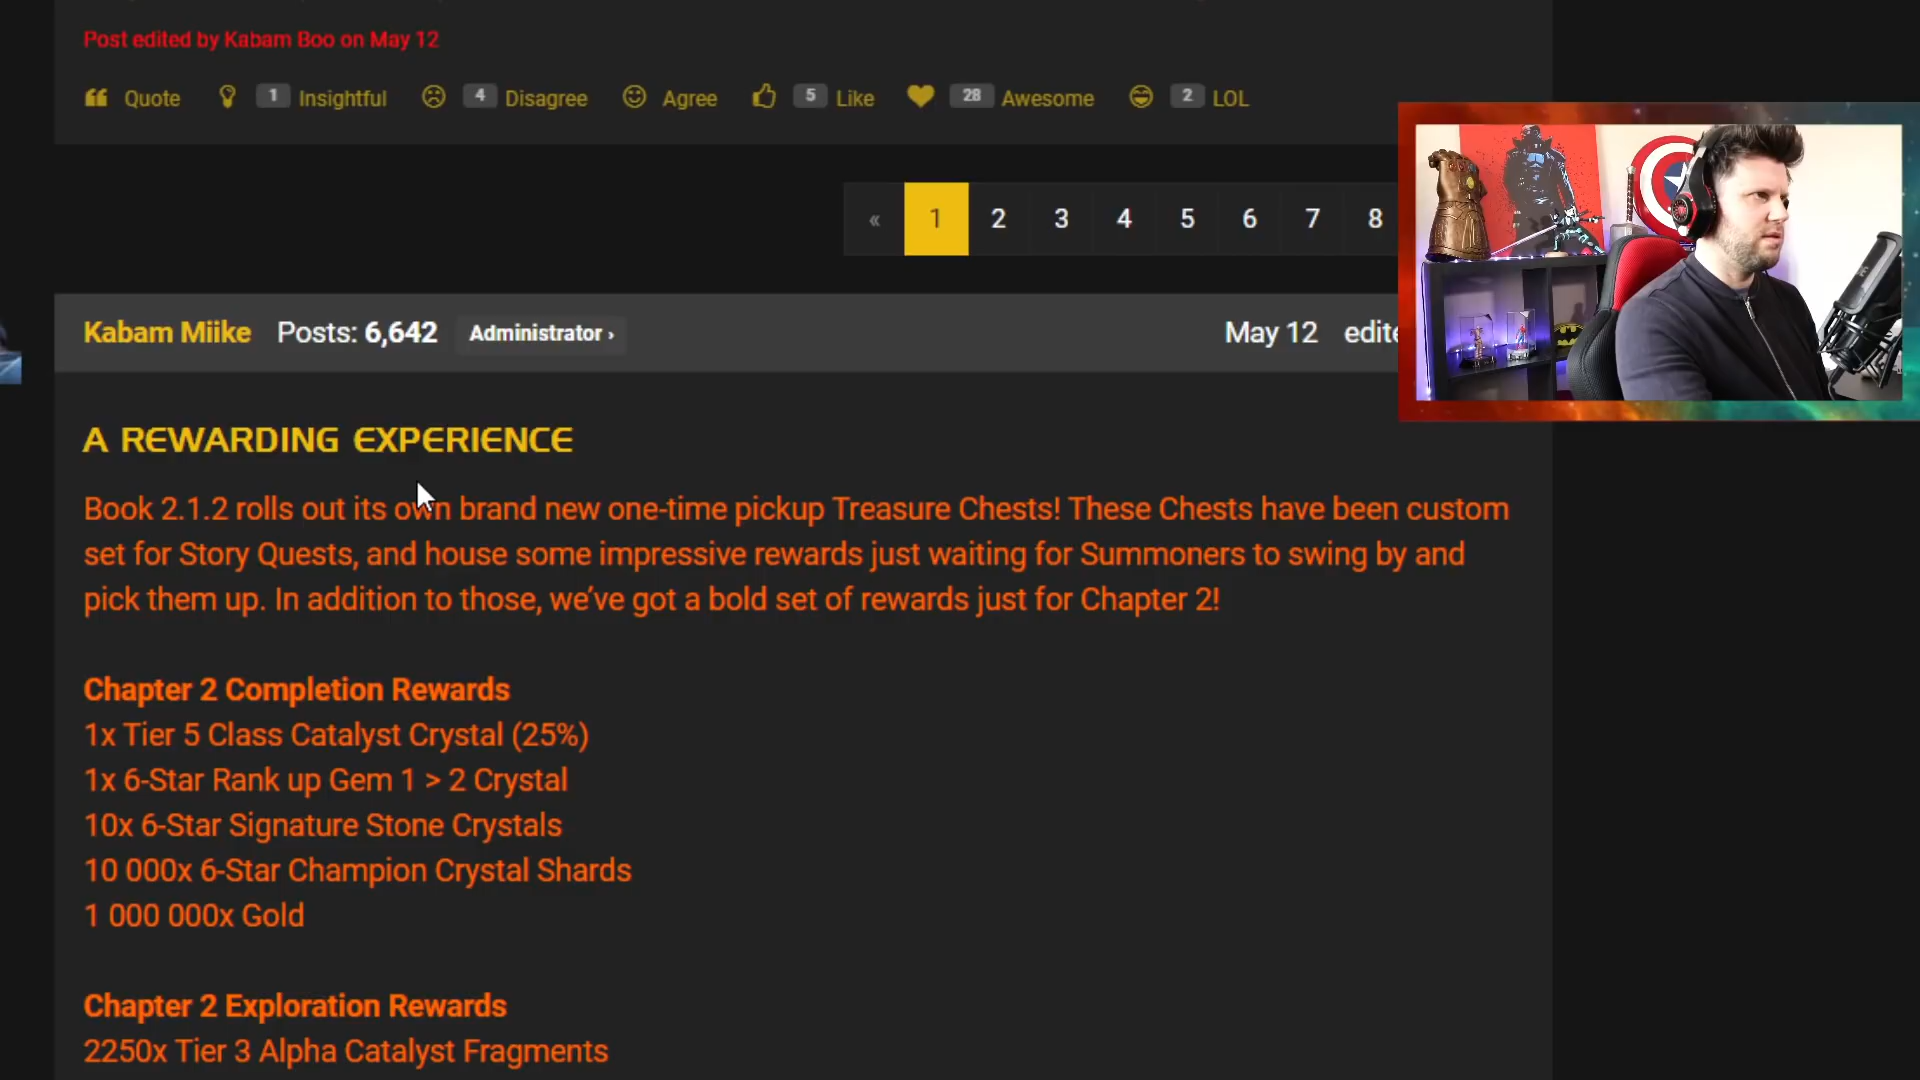 Post edited by Kabam Boo on May 12
Quote 1 Insightful 4 Disagree Agree 5 Like 28 Awesome 2 LOL
« 1 2 3 4 5 6 7 8
Kabam Miike Posts: 6,642 Administrator › May 12 edite
A REWARDING EXPERIENCE
Book 2.1.2 rolls out its own brand new one-time pickup Treasure Chests! These Chests have been custom
set for Story Quests, and house some impressive rewards just waiting for Summoners to swing by and
pick them up. In addition to those, we’ve got a bold set of rewards just for Chapter 2!
Chapter 2 Completion Rewards
1x Tier 5 Class Catalyst Crystal (25%)
1x 6-Star Rank up Gem 1 > 2 Crystal
10x 6-Star Signature Stone Crystals
10 000x 6-Star Champion Crystal Shards
1 000 000x Gold
Chapter 2 Exploration Rewards
2250x Tier 3 Alpha Catalyst Fragments